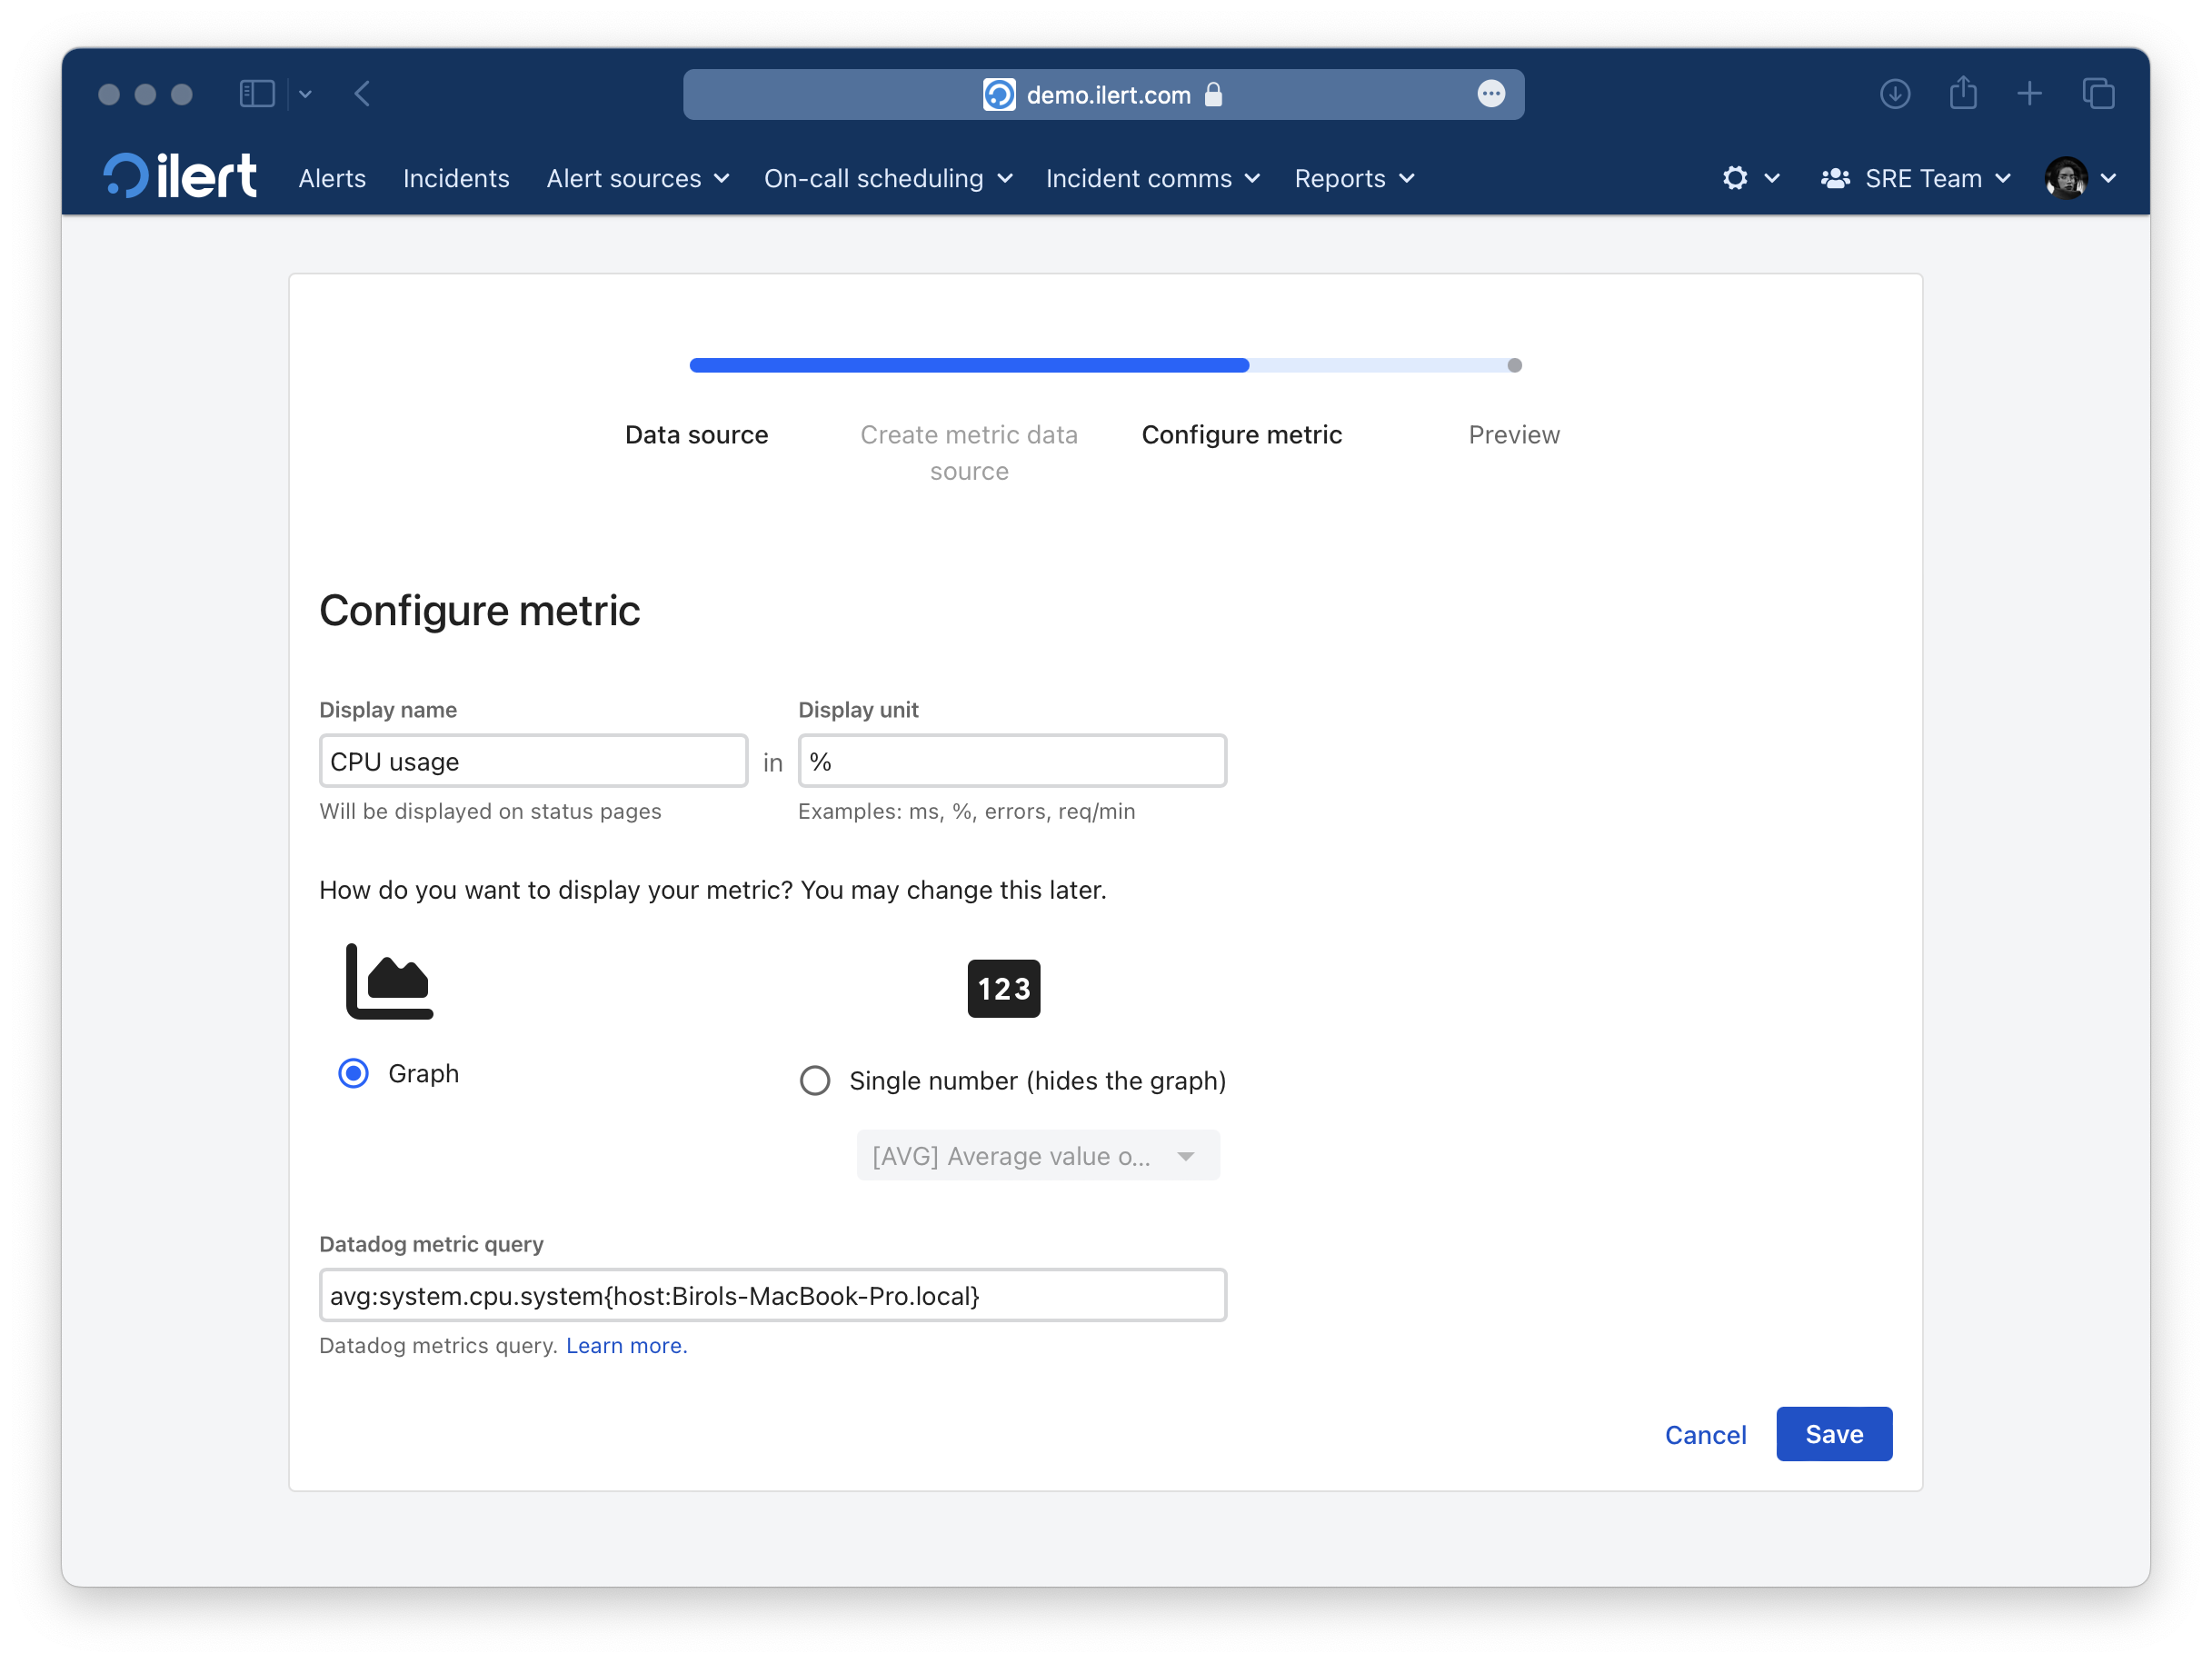 demo.ilert.com
ilert Alerts Incidents Alert sources On-call scheduling Incident comms Reports SRE Team
Data source Create metric data Configure metric Preview
source
Configure metric
Display name Display unit
CPU usage in %
Will be displayed on status pages Examples: ms, %, errors, req/min
How do you want to display your metric? You may change this later.
123
Graph Single number (hides the graph)
[AVG] Average value o...
Datadog metric query
avg:system.cpu.system{host:Birols-MacBook-Pro.local}
Datadog metrics query. Learn more.
Cancel Save